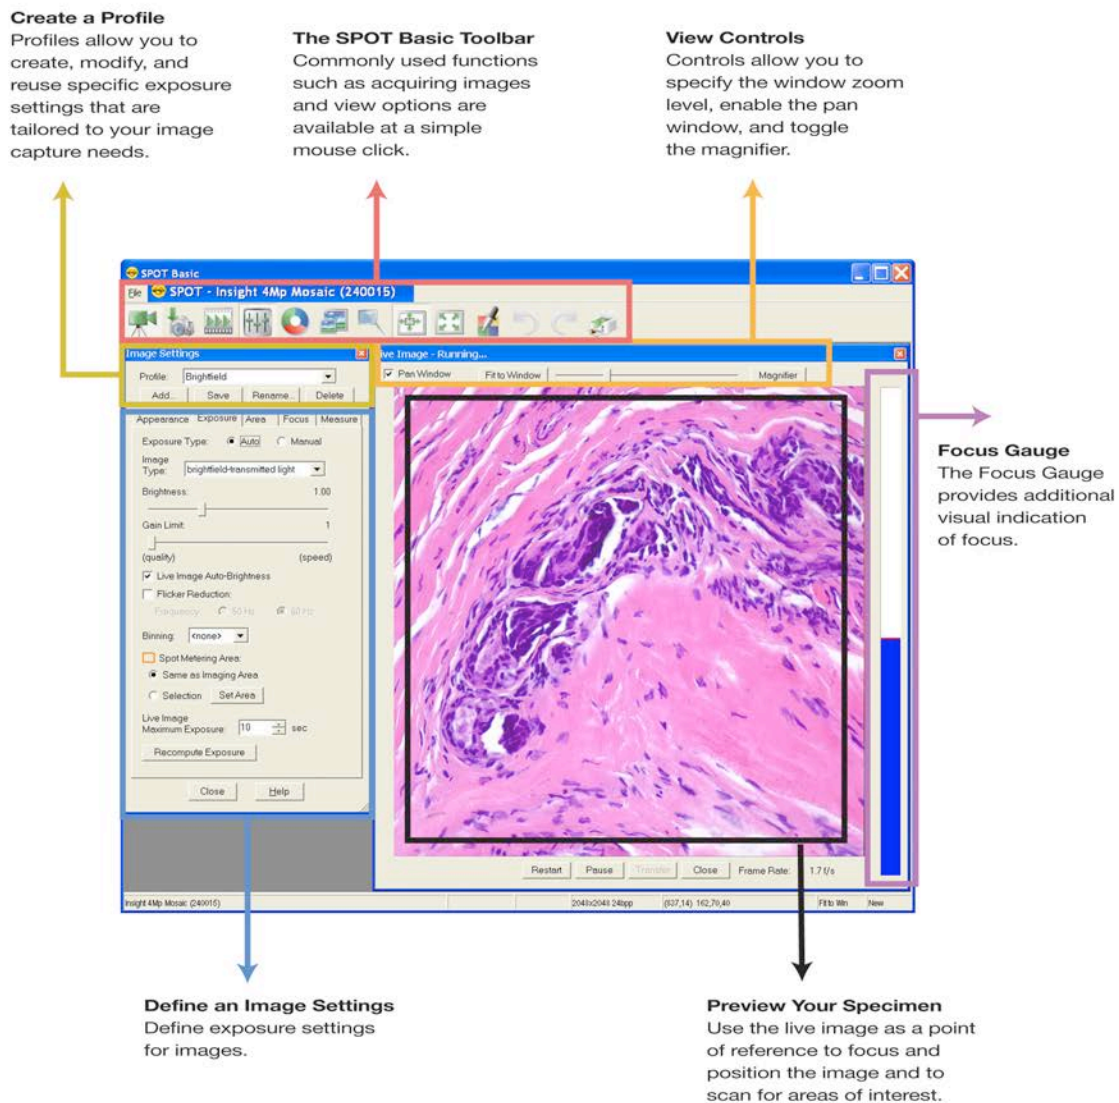 Create a Profile
Profiles allow you to
create, modify, and
reuse specific exposure
settings that are
tailored to your image
capture needs.
The SPOT Basic Toolbar
Commonly used functions
such as acquiring images
and view options are
available at a simple
mouse click.
View Controls
Controls allow you to
specify the window zoom
level, enable the pan
window, and toggle
the magnifier.
SPOT Basic
File SPOT - Insight 4Mp Mosaic (240015)
Image Settings
Profile: Brightfield
Add... Save Rename... Delete
Appearance Exposure Area Focus Measure
Exposure Type: Auto Manual
Image
Type: brightfield-transmitted light
Brightness: 1.00
Gain Limit: 1
(quality) (speed)
Live Image Auto-Brightness
Flicker Reduction:
Frequency: 50 Hz 60 Hz
Binning: <none>
Spot Metering Area:
Same as Imaging Area
Selection Set Area
Live Image
Maximum Exposure: 10 sec
Recompute Exposure
Close Help
ive Image - Running...
Pan Window Fit to Window Magnifier
Restart Pause Transfer Close Frame Rate: 1.7 f/s
Insight 4Mp Mosaic (240015) 2048x2048 24bpp (637,14) 162,70,40 Fit to Win New
Focus Gauge
The Focus Gauge
provides additional
visual indication
of focus.
Define an Image Settings
Define exposure settings
for images.
Preview Your Specimen
Use the live image as a point
of reference to focus and
position the image and to
scan for areas of interest.